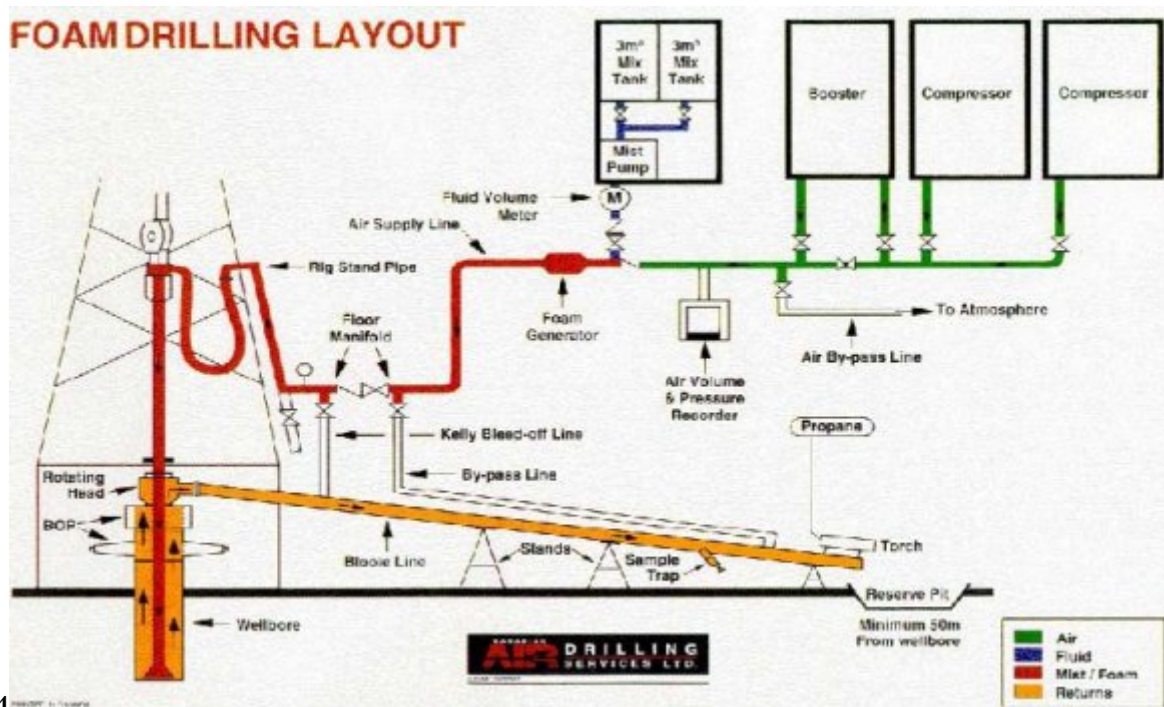 FOAM DRILLING LAYOUT
3m³
Mix
Tank
3m³
Mix
Tank
Mist
Pump
Booster
Compressor
Compressor
Fluid Volume
Meter
M
Air Supply Line
Rig Stand Pipe
Floor
Manifold
Foam
Generator
To Atmosphere
Air By-pass Line
Air Volume
& Pressure
Recorder
Propane
Kelly Bleed-off Line
By-pass Line
Rotating
Head
BOP
Blooie Line
Stands
Sample
Trap
Torch
Reserve Pit
Minimum 50m
From wellbore
Wellbore
AIR DRILLING
SERVICES LTD.
Air
Fluid
Mist / Foam
Returns